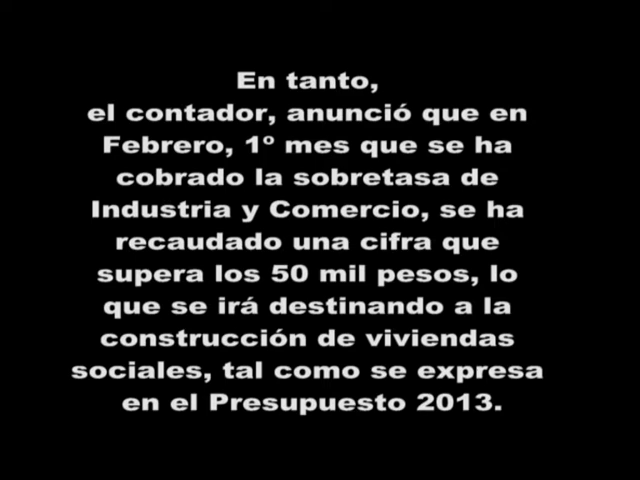 En tanto,
el contador, anunció que en
Febrero, 1º mes que se ha
cobrado la sobretasa de
Industria y Comercio, se ha
recaudado una cifra que
supera los 50 mil pesos, lo
que se irá destinando a la
construcción de viviendas
sociales, tal como se expresa
en el Presupuesto 2013.